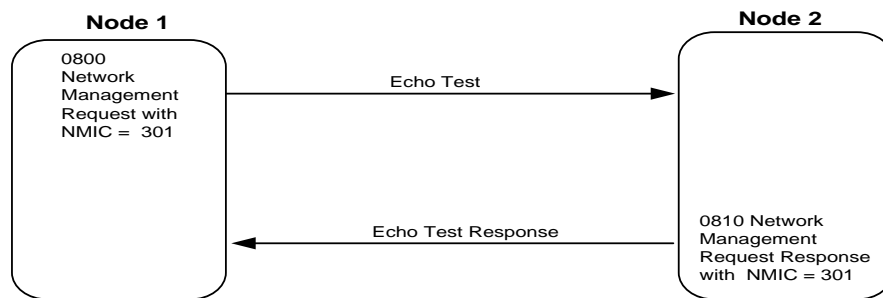 Node 1
Node 2
0800
Network
Management
Request with
NMIC = 301
Echo Test
Echo Test Response
0810 Network
Management
Request Response
with NMIC = 301